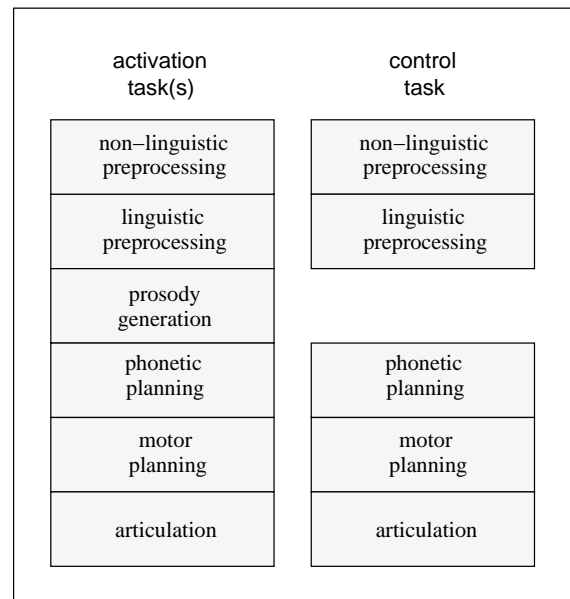 activation
task(s)
non−linguistic
preprocessing
linguistic
preprocessing
prosody
generation
phonetic
planning
motor
planning
articulation
control
task
non−linguistic
preprocessing
linguistic
preprocessing
phonetic
planning
motor
planning
articulation